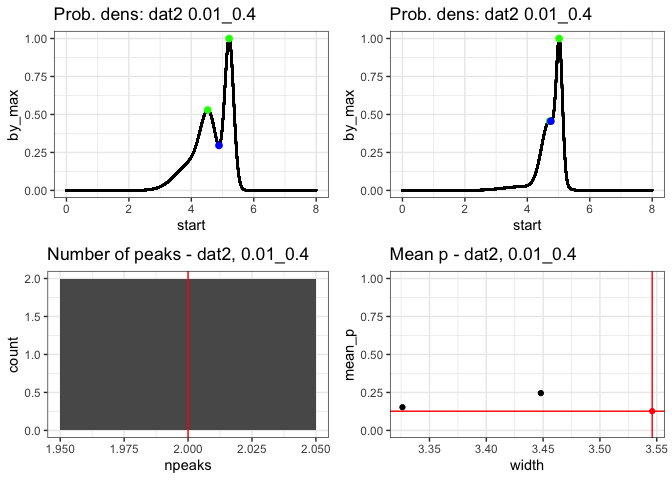 Prob. dens: dat2 0.01_0.4
by_max
1.00
0.75
0.50
0.25
0.00
0 2 4 6 8
start
Prob. dens: dat2 0.01_0.4
by_max
1.00
0.75
0.50
0.25
0.00
0 2 4 6 8
start
Number of peaks - dat2, 0.01_0.4
count
2.0
1.5
1.0
0.5
0.0
1.950 1.975 2.000 2.025 2.050
npeaks
Mean p - dat2, 0.01_0.4
mean_p
1.00
0.75
0.50
0.25
0.00
3.35 3.40 3.45 3.50 3.55
width